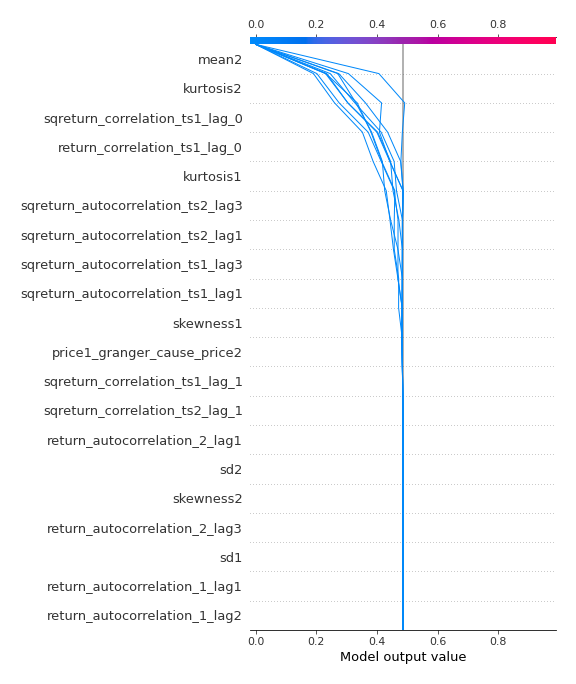 0.0 0.2 0.4 0.6 0.8
mean2
kurtosis2
sqreturn_correlation_ts1_lag_0
return_correlation_ts1_lag_0
kurtosis1
sqreturn_autocorrelation_ts2_lag3
sqreturn_autocorrelation_ts2_lag1
sqreturn_autocorrelation_ts1_lag3
sqreturn_autocorrelation_ts1_lag1
skewness1
price1_granger_cause_price2
sqreturn_correlation_ts1_lag_1
sqreturn_correlation_ts2_lag_1
return_autocorrelation_2_lag1
sd2
skewness2
return_autocorrelation_2_lag3
sd1
return_autocorrelation_1_lag1
return_autocorrelation_1_lag2
0.0 0.2 0.4 0.6 0.8
Model output value